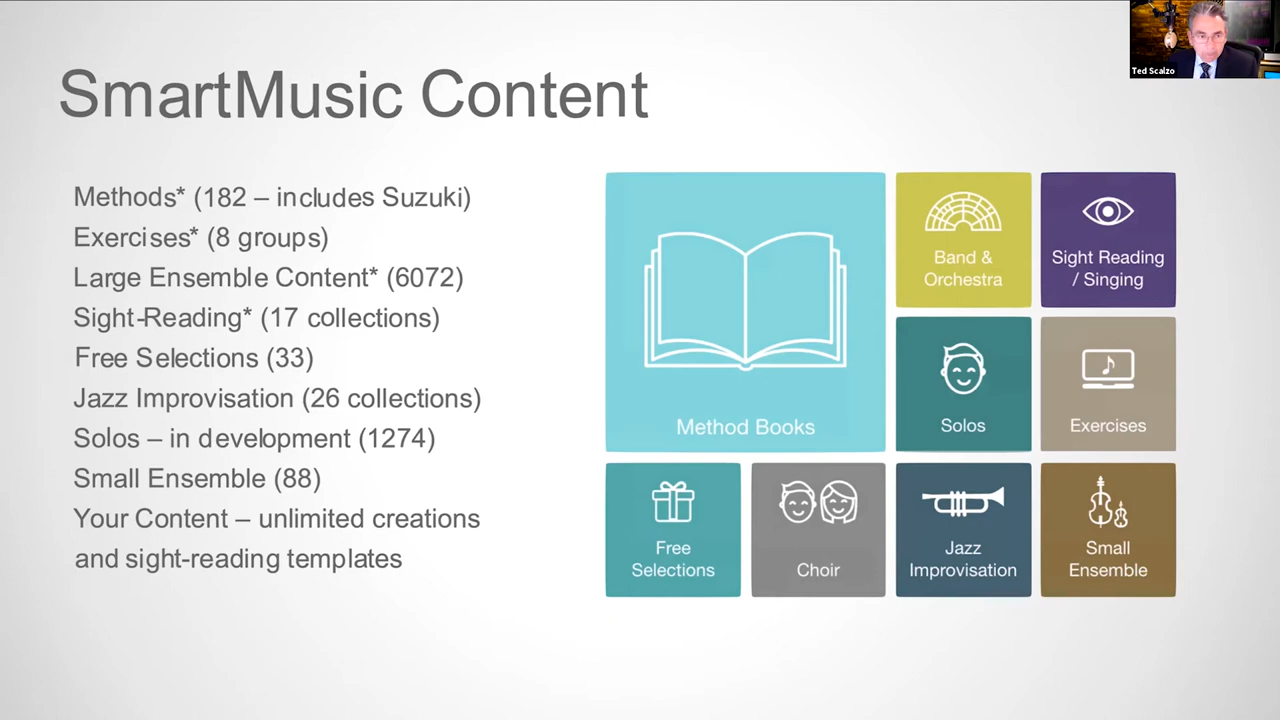 SmartMusic Content
Ted Scalzo
Methods* (182 – includes Suzuki)
Exercises* (8 groups)
Large Ensemble Content* (6072)
Sight-Reading* (17 collections)
Free Selections (33)
Jazz Improvisation (26 collections)
Solos – in development (1274)
Small Ensemble (88)
Your Content – unlimited creations
and sight-reading templates
Method Books
Band &
Orchestra
Sight Reading
/ Singing
Solos
Exercises
Free
Selections
Choir
Jazz
Improvisation
Small
Ensemble